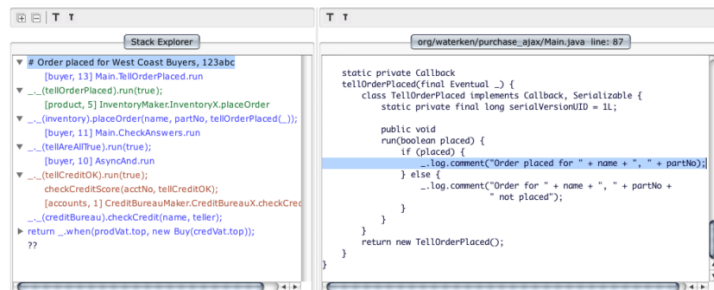 T T
T T
Stack Explorer
# Order placed for West Coast Buyers, 123abc
[buyer, 13] Main.TellOrderPlaced.run
_._(tellOrderPlaced).run(true);
[product, 5] InventoryMaker.InventoryX.placeOrder
_._(inventory).placeOrder(name, partNo, tellOrderPlaced(_));
[buyer, 11] Main.CheckAnswers.run
_._(tellAreAllTrue).run(true);
[buyer, 10] AsyncAnd.run
_._(tellCreditOK).run(true);
checkCreditScore(acctNo, tellCreditOK);
[accounts, 1] CreditBureauMaker.CreditBureauX.checkCred
_._(creditBureau).checkCredit(name, teller);
return _.when(prodVat.top, new Buy(credVat.top));
??
org/waterken/purchase_ajax/Main.java line: 87
static private Callback
tellOrderPlaced(final Eventual _) {
class TellOrderPlaced implements Callback, Serializable {
static private final long serialVersionUID = 1L;
public void
run(boolean placed) {
if (placed) {
_.log.comment("Order placed for " + name + ", " + partNo);
} else {
_.log.comment("Order for " + name + ", " + partNo +
" not placed");
}
}
}
return new TellOrderPlaced();
}
}